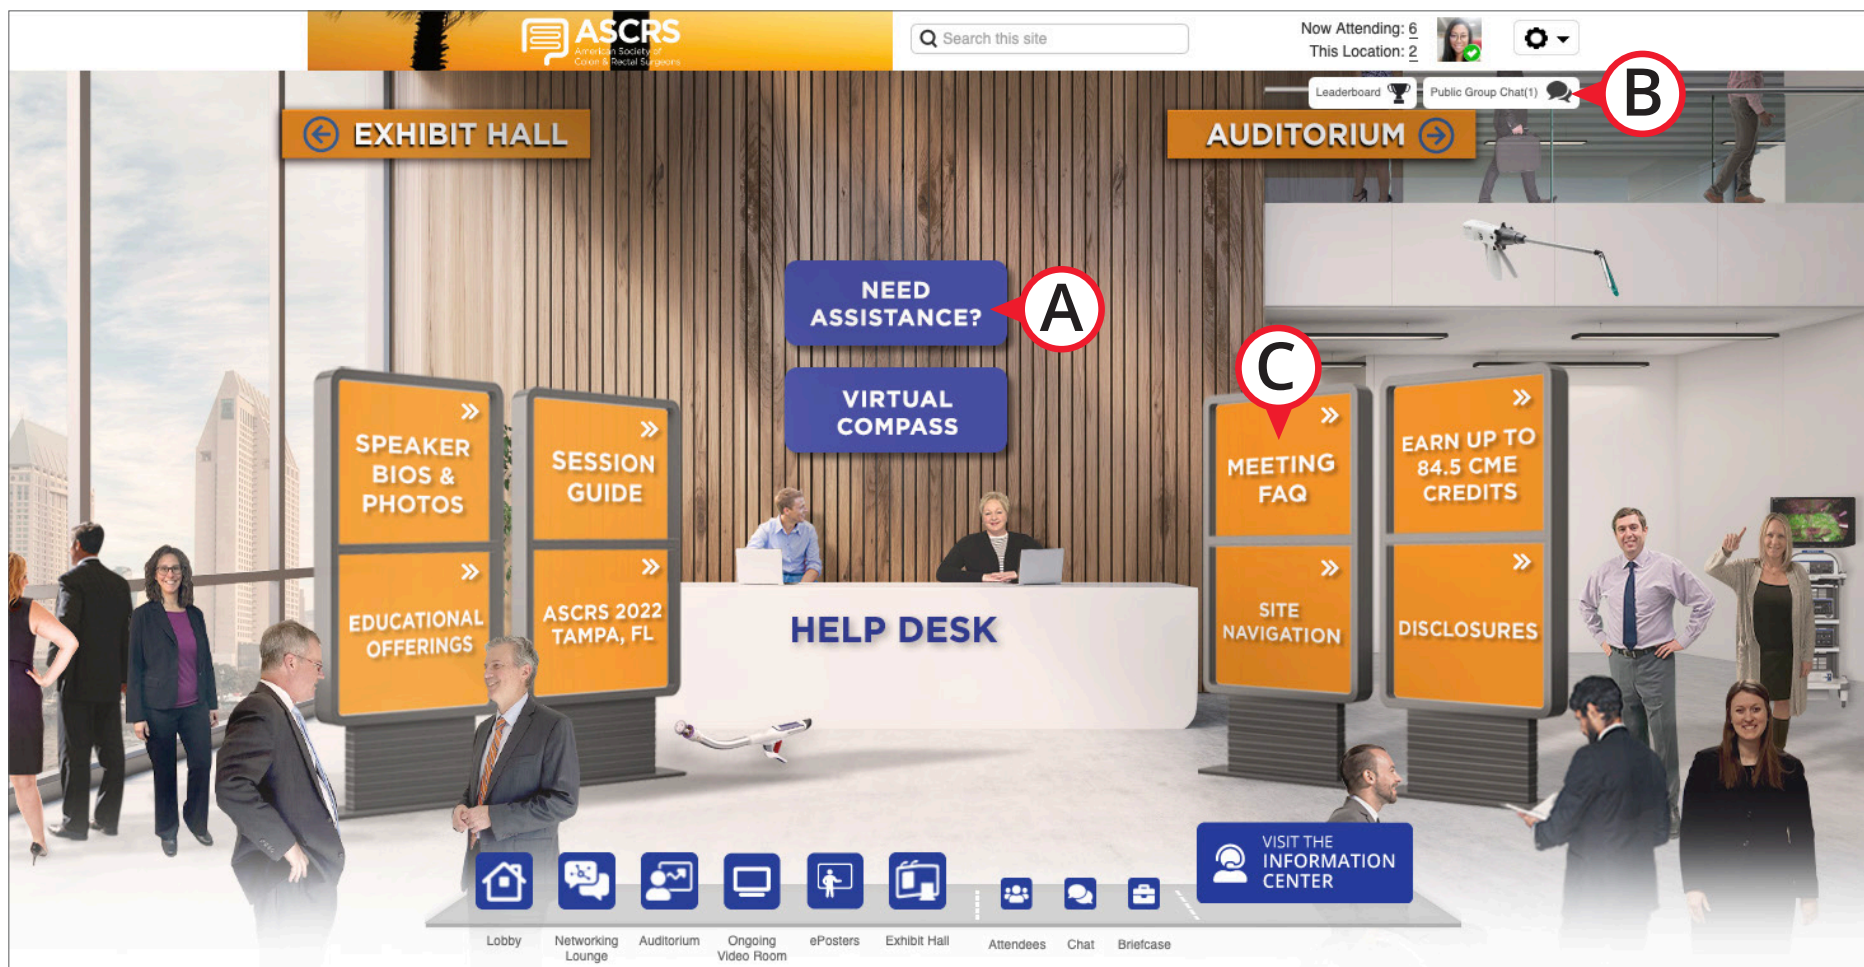 ASCRS
American Society of
Colon & Rectal Surgeons
Search this site
Now Attending: 6
This Location: 2
Leaderboard
Public Group Chat(1)
B
EXHIBIT HALL
AUDITORIUM
NEED
ASSISTANCE?
A
VIRTUAL
COMPASS
C
SPEAKER
BIOS &
PHOTOS
SESSION
GUIDE
MEETING
FAQ
EARN UP TO
84.5 CME
CREDITS
EDUCATIONAL
OFFERINGS
ASCRS 2022
TAMPA, FL
HELP DESK
SITE
NAVIGATION
DISCLOSURES
VISIT THE
INFORMATION
CENTER
Lobby
Networking
Lounge
Auditorium
Ongoing
Video Room
ePosters
Exhibit Hall
Attendees
Chat
Briefcase